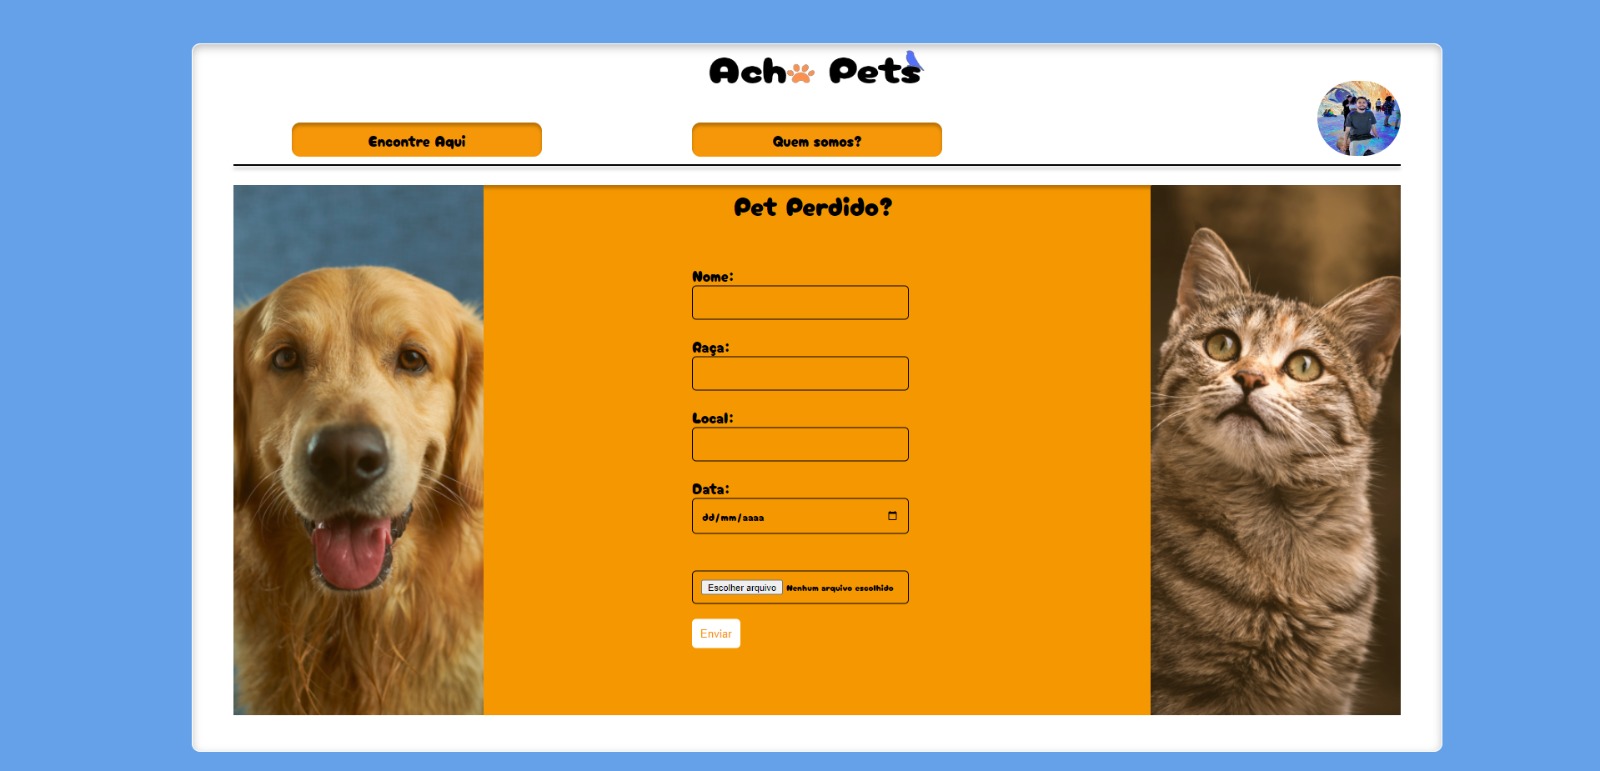 Acho Pets
Encontre Aqui
Quem somos?
Pet Perdido?
Nome:
Raça:
Local:
Data:
dd/mm/aaaa
Escolher arquivo Nenhum arquivo escolhido
Enviar